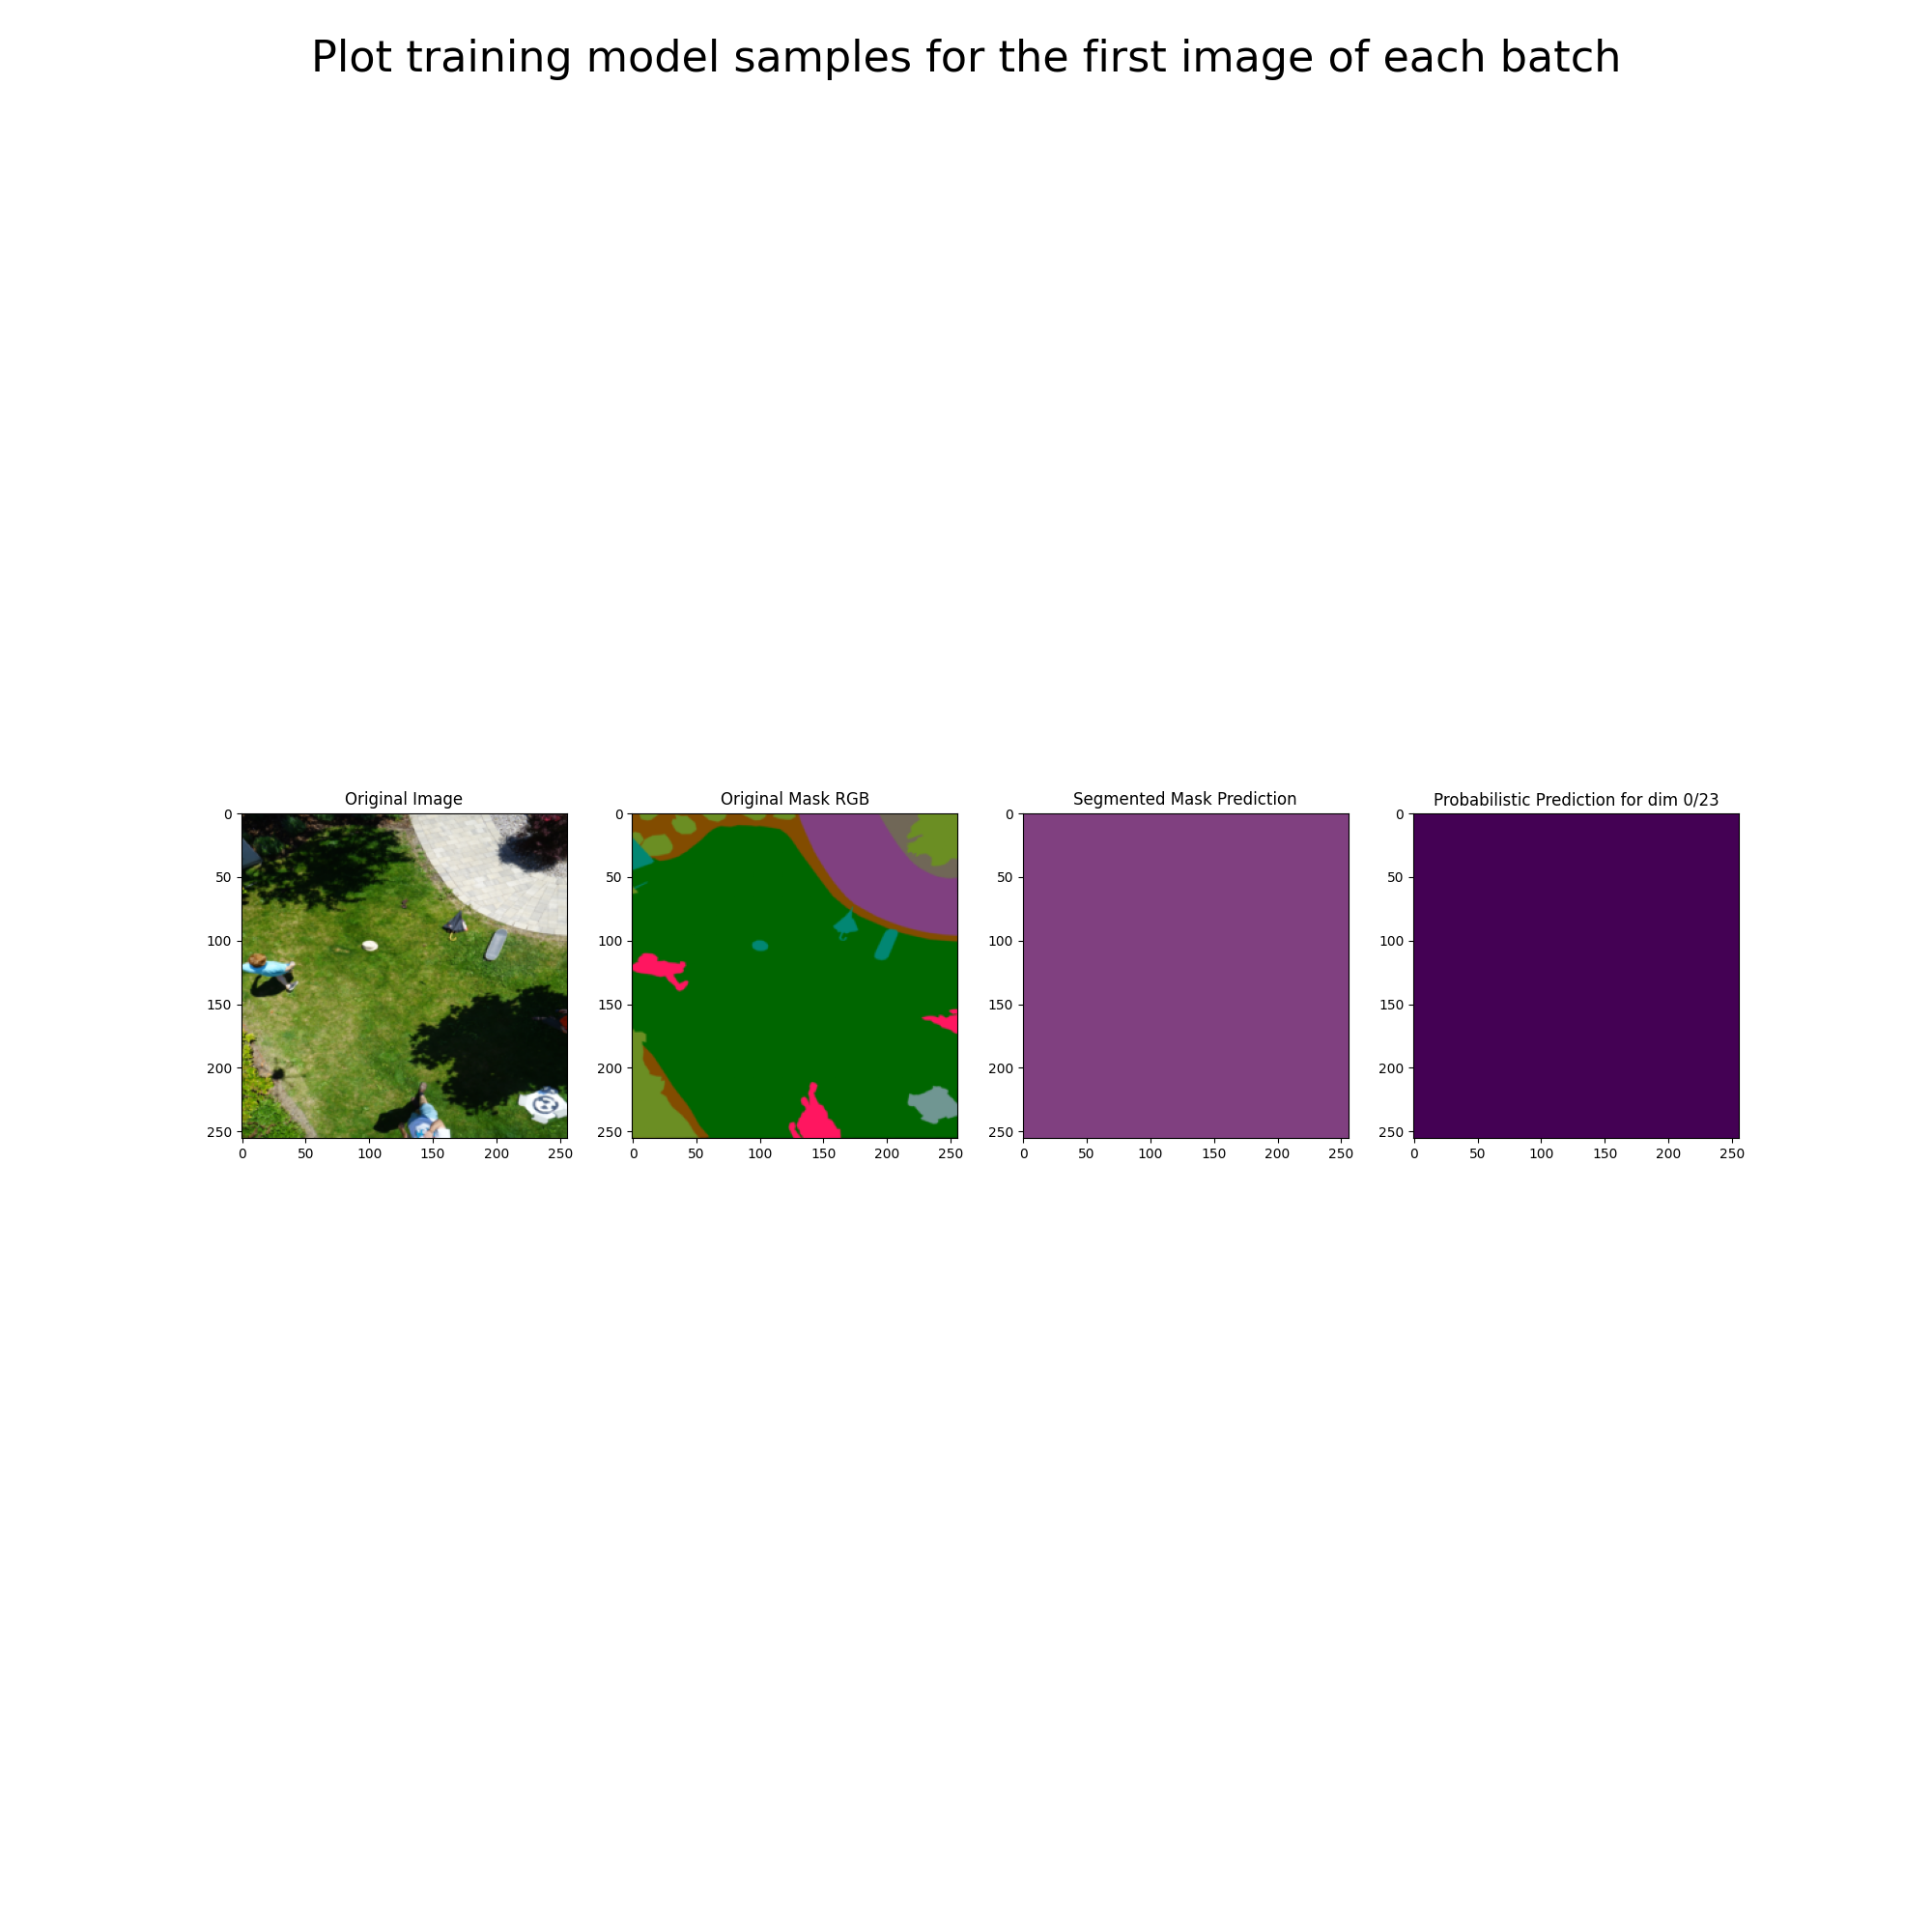 Plot training model samples for the first image of each batch
Original Image
Original Mask RGB
Segmented Mask Prediction
Probabilistic Prediction for dim 0/23
0
50
100
150
200
250
0 50 100 150 200 250
0
50
100
150
200
250
0 50 100 150 200 250
0
50
100
150
200
250
0 50 100 150 200 250
0
50
100
150
200
250
0 50 100 150 200 250